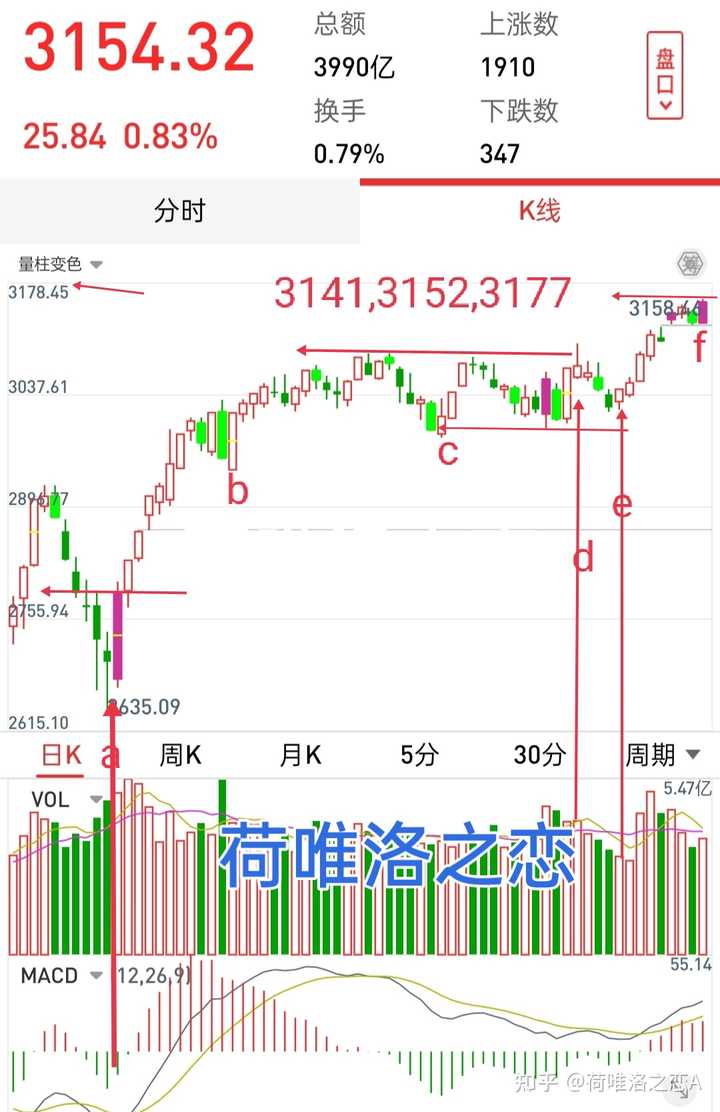 3154.32
25.84 0.83%
总额
3990亿
换手
0.79%
上涨数
1910
下跌数
347
盘口
分时
K线
量柱变色
筹
3178.45
3141,3152,3177
3158.46
f
3037.61
c
b
2896.77
e
d
2755.94
2635.09
2615.10
日K
a
周K
月K
5分
30分
周期
VOL
5.47亿
荷唯洛之恋
55.14
MACD
(12,26,9)
知乎 @荷唯洛之恋A